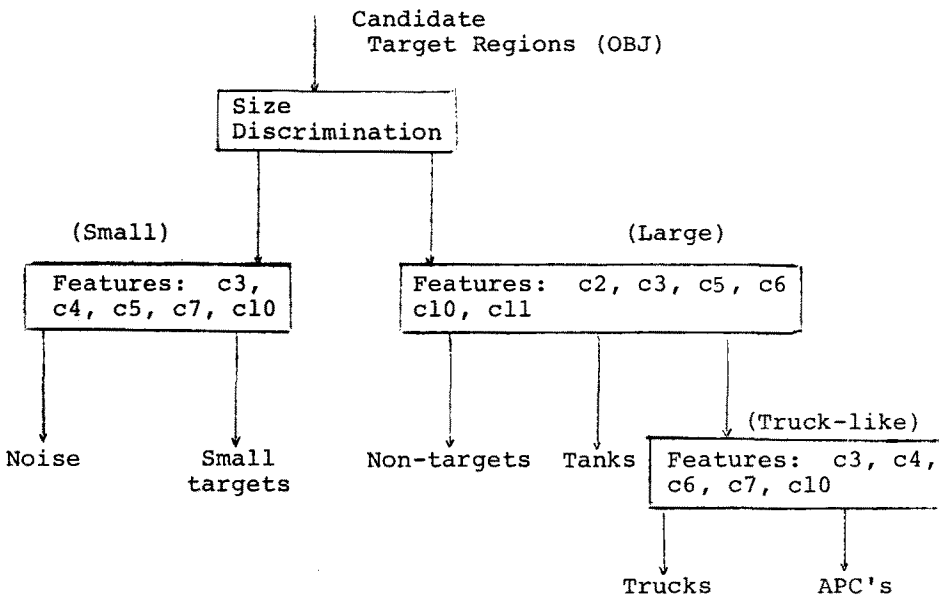 Candidate
Target Regions (OBJ)
Size
Discrimination
(Small)
(Large)
Features: c3,
c4, c5, c7, c10
Features: c2, c3, c5, c6
c10, c11
Noise
Small
targets
Non-targets
Tanks
(Truck-like)
Features: c3, c4,
c6, c7, c10
Trucks
APC's